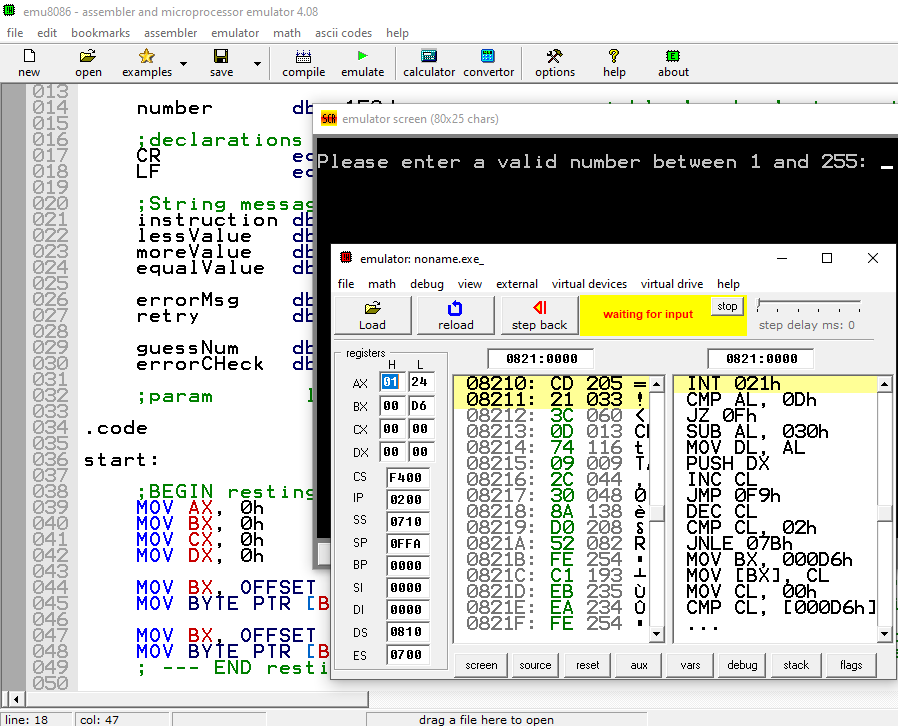 emu8086 - assembler and microprocessor emulator 4.08
file edit bookmarks assembler emulator math ascii codes help
new open examples save compile emulate calculator convertor options help about
013
014 number db
015
016 ;declarations
017 CR
018 LF
019
020 ;String messag
021 instruction db
022 lessValue db
023 moreValue db
024 equalValue db
025
026 errorMsg db
027 retry db
028
029 guessNum db
030 errorCHeck db
031
032 ;param
033
034 .code
035
036 start:
037
038 ;BEGIN resting
039 MOV AX, 0h
040 MOV BX, 0h
041 MOV CX, 0h
042 MOV DX, 0h
043
044 MOV BX, OFFSET
045 MOV BYTE PTR [B
046
047 MOV BX, OFFSET
048 MOV BYTE PTR [B
049 ; --- END resti
050
line: 18 col: 47 drag a file here to open
SCR emulator screen (80x25 chars)
Please enter a valid number between 1 and 255: _
emulator: noname.exe_
file math debug view external virtual devices virtual drive help
Load reload step back waiting for input stop step delay ms: 0
registers
H L
AX 01 24
BX 00 D6
CX 00 00
DX 00 00
CS F400
IP 0200
SS 0710
SP 0FFA
BP 0000
SI 0000
DI 0000
DS 0810
ES 0700
0821:0000 0821:0000
08210: CD 205 =
08211: 21 033 !
08212: 3C 060 <
08213: 0D 013 CR
08214: 74 116 t
08215: 09 009 TA
08216: 2C 044 ,
08217: 30 048 0
08218: 8A 138 è
08219: D0 208
0821A: 52 082 R
0821B: FE 254
0821C: C1 193 ┴
0821D: EB 235
0821E: EA 234
0821F: FE 254
INT 021h
CMP AL, 0Dh
JZ 0Fh
SUB AL, 030h
MOV DL, AL
PUSH DX
INC CL
JMP 0F9h
DEC CL
CMP CL, 02h
JNLE 07Bh
MOV BX, 000D6h
MOV [BX], CL
MOV CL, 00h
CMP CL, [000D6h]
...
screen source reset aux vars debug stack flags